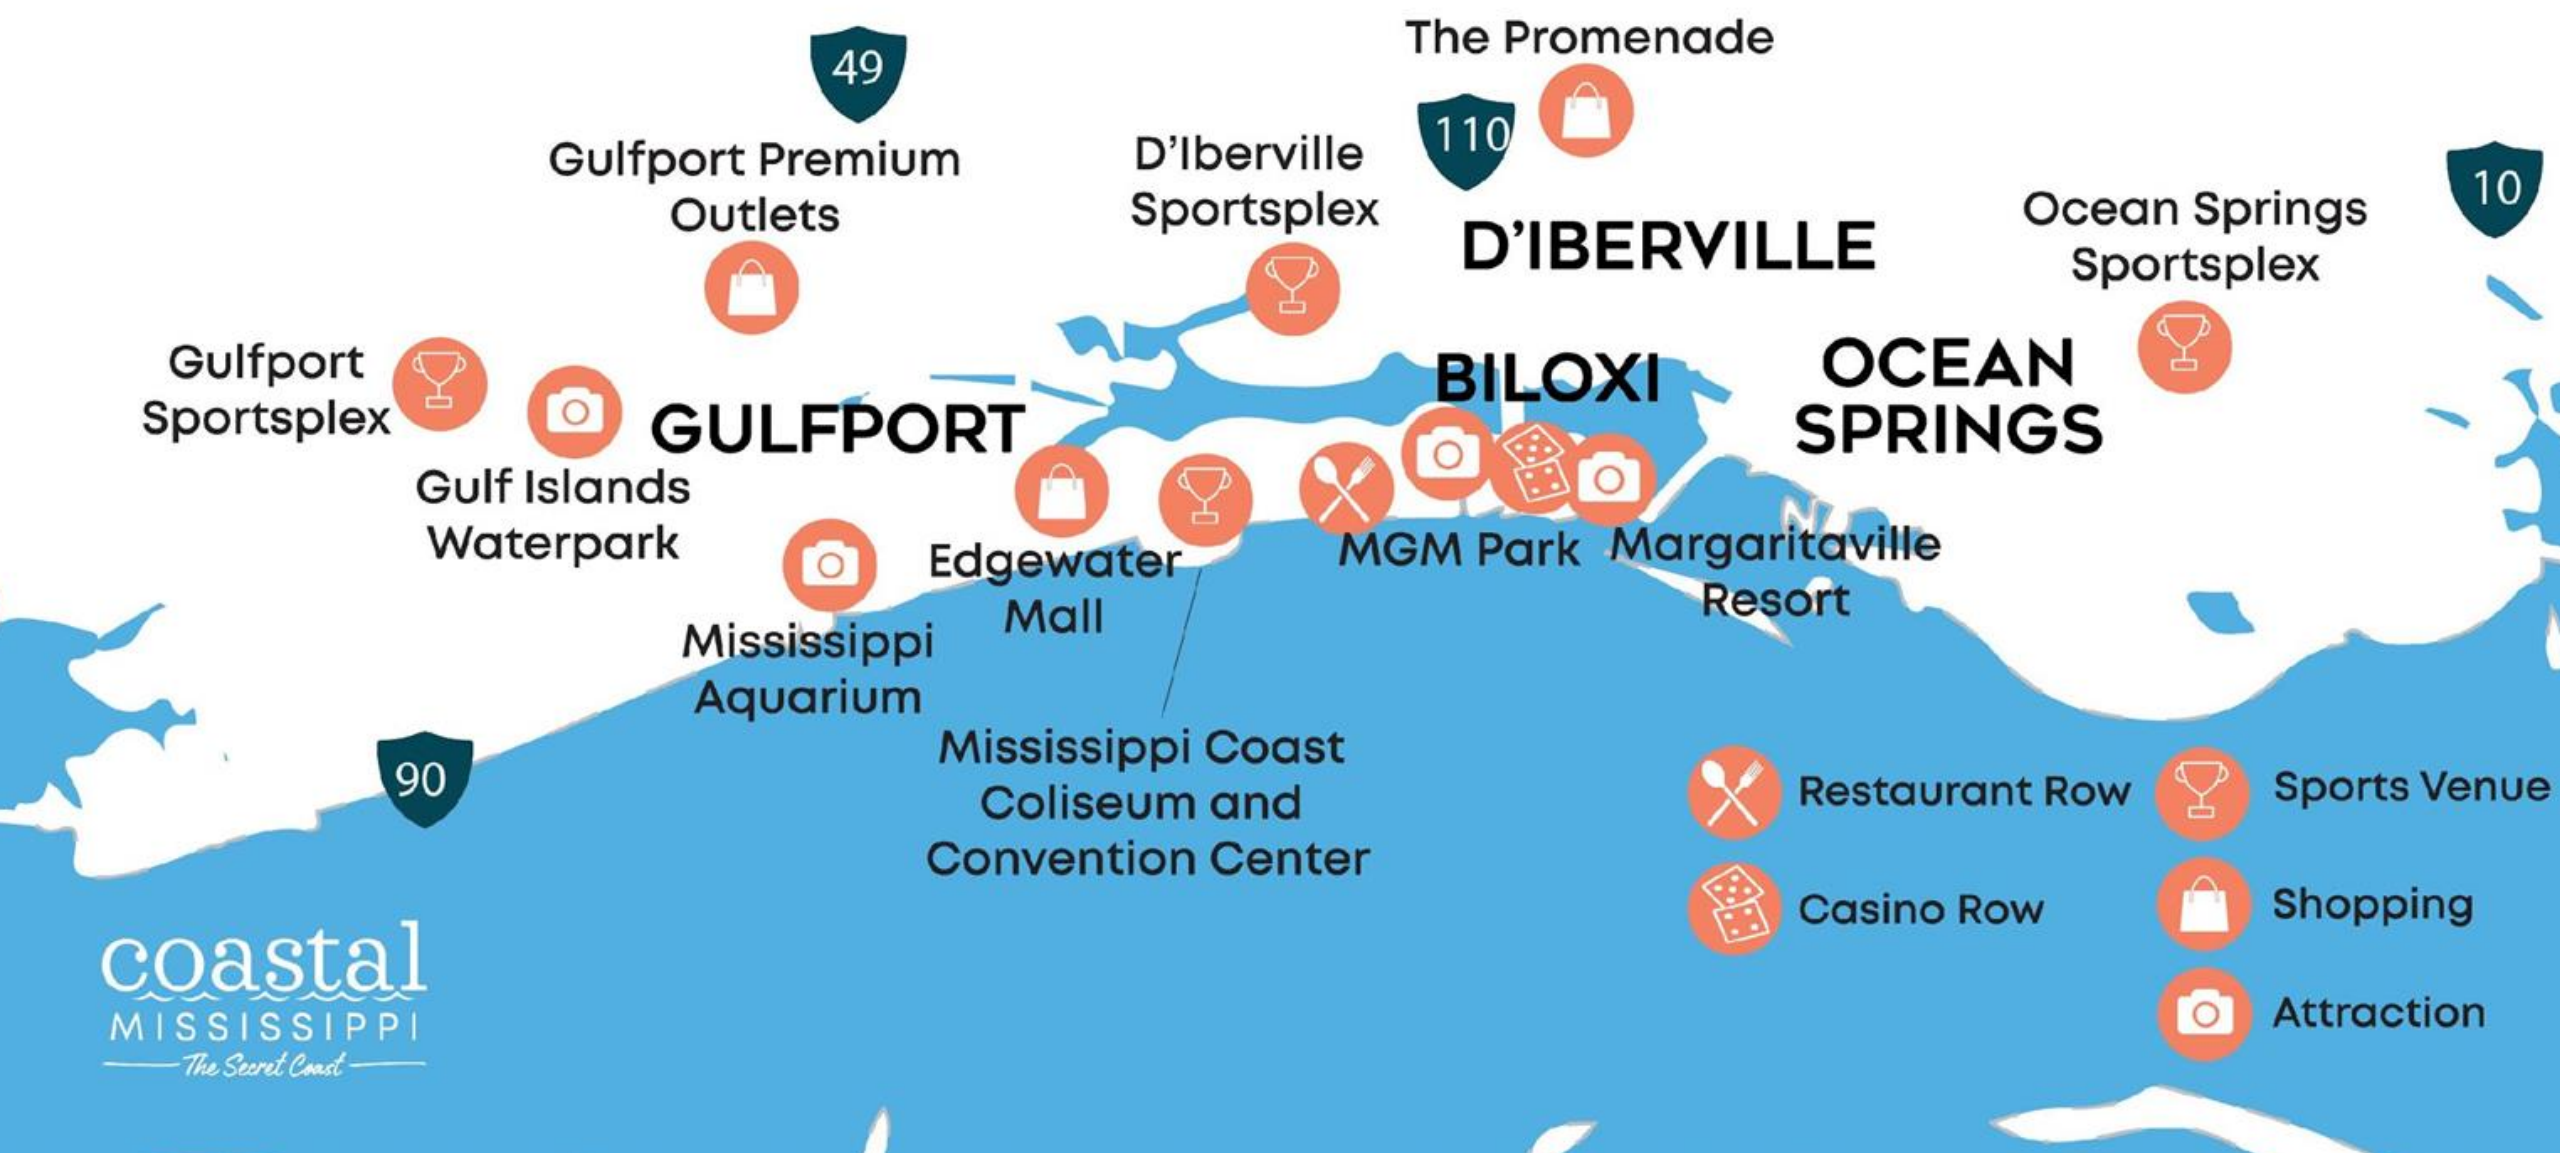 The Promenade
49
110
10
Gulfport Premium
Outlets
D'Iberville
Sportsplex
D'IBERVILLE
Ocean Springs
Sportsplex
Gulfport
Sportsplex
Gulf Islands
Waterpark
GULFPORT
BILOXI
OCEAN
SPRINGS
Mississippi
Aquarium
Edgewater
Mall
MGM Park
Margaritaville
Resort
90
Mississippi Coast
Coliseum and
Convention Center
Restaurant Row
Casino Row
Sports Venue
Shopping
Attraction
coastal
MISSISSIPPI
The Secret Coast